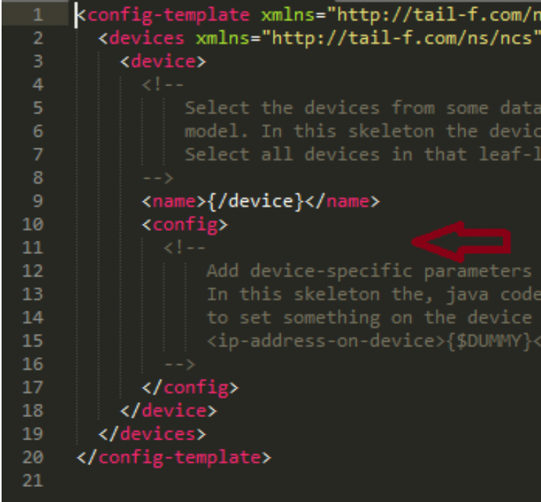 1 <config-template xmlns="http://tail-f.com/n
2 <devices xmlns="http://tail-f.com/ns/ncs"
3 <device>
4 <!--
5 Select the devices from some data
6 model. In this skeleton the devic
7 Select all devices in that leaf-l
8 -->
9 <name>{/device}</name>
10 <config>
11 <!--
12 Add device-specific parameters
13 In this skeleton the, java code
14 to set something on the device
15 <ip-address-on-device>{$DUMMY}<
16 -->
17 </config>
18 </device>
19 </devices>
20 </config-template>
21